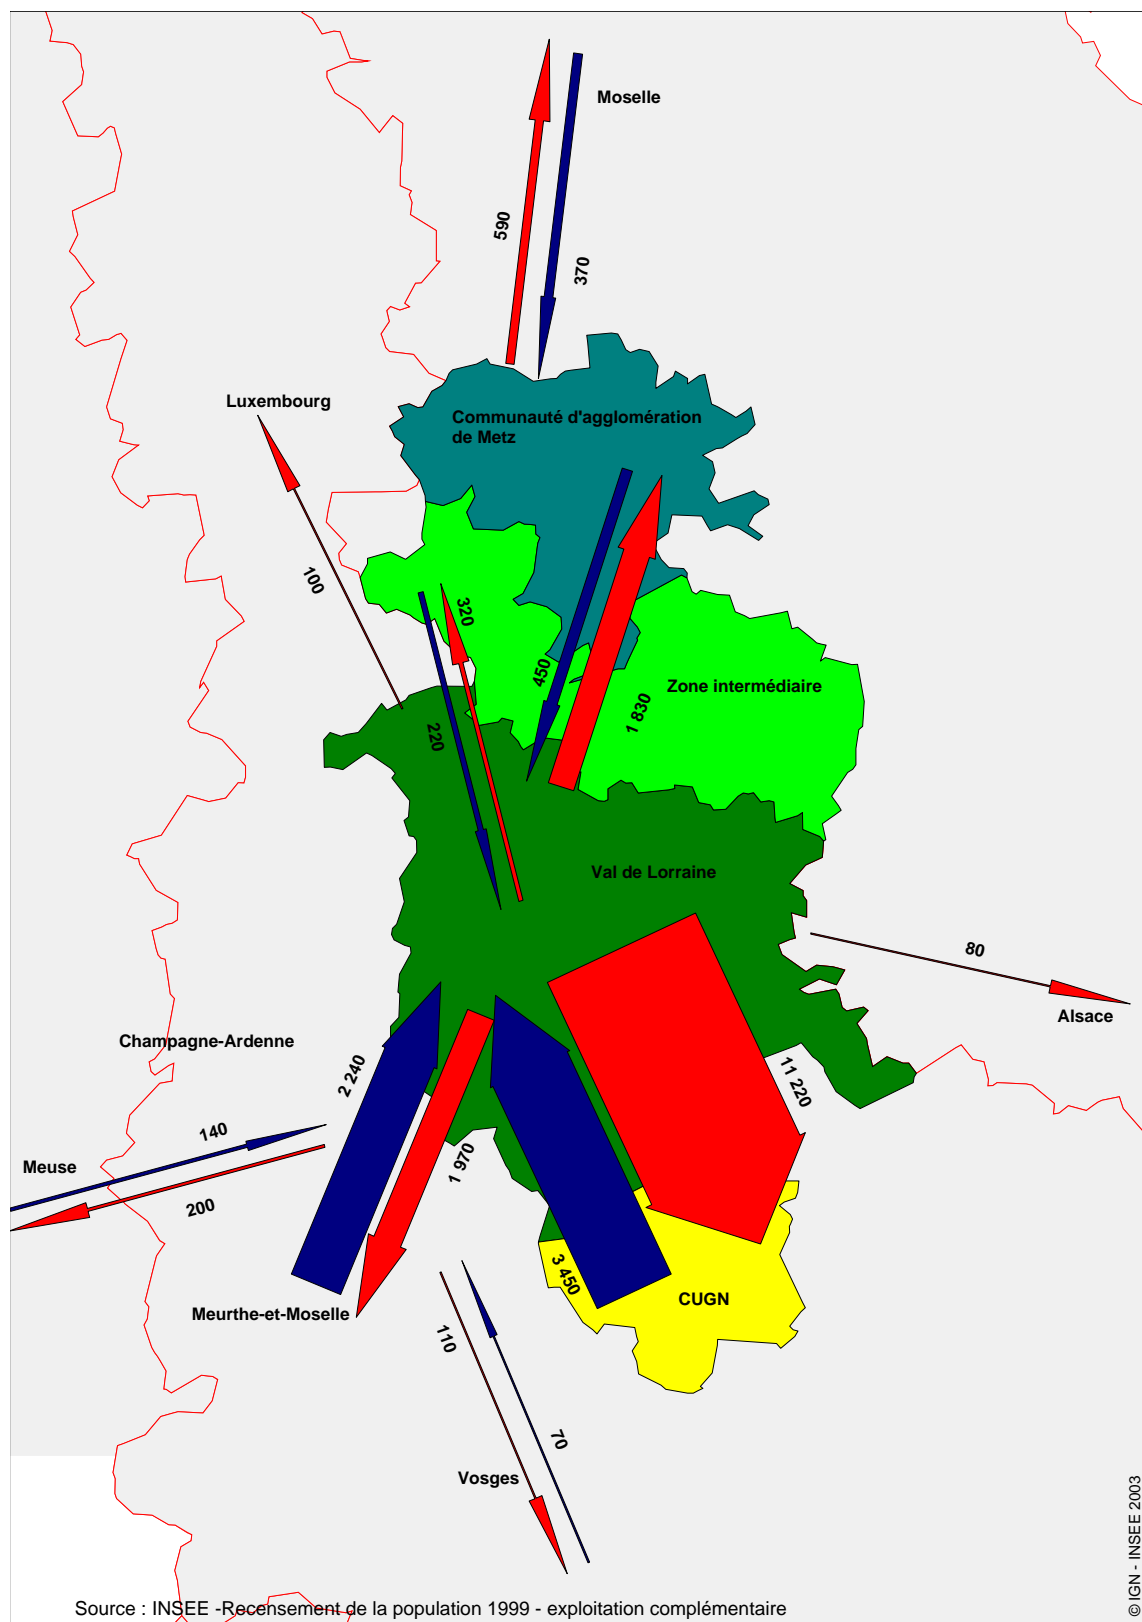 Moselle
590
370
Luxembourg
Communauté d'agglomération
de Metz
100
320
450
Zone intermédiaire
1 830
220
Val de Lorraine
80
Alsace
Champagne-Ardenne
2 240
11 220
140
1 970
Meuse
200
3 450
CUGN
Meurthe-et-Moselle
110
70
Vosges
© IGN - INSEE 2003
Source : INSEE -Recensement de la population 1999 - exploitation complémentaire